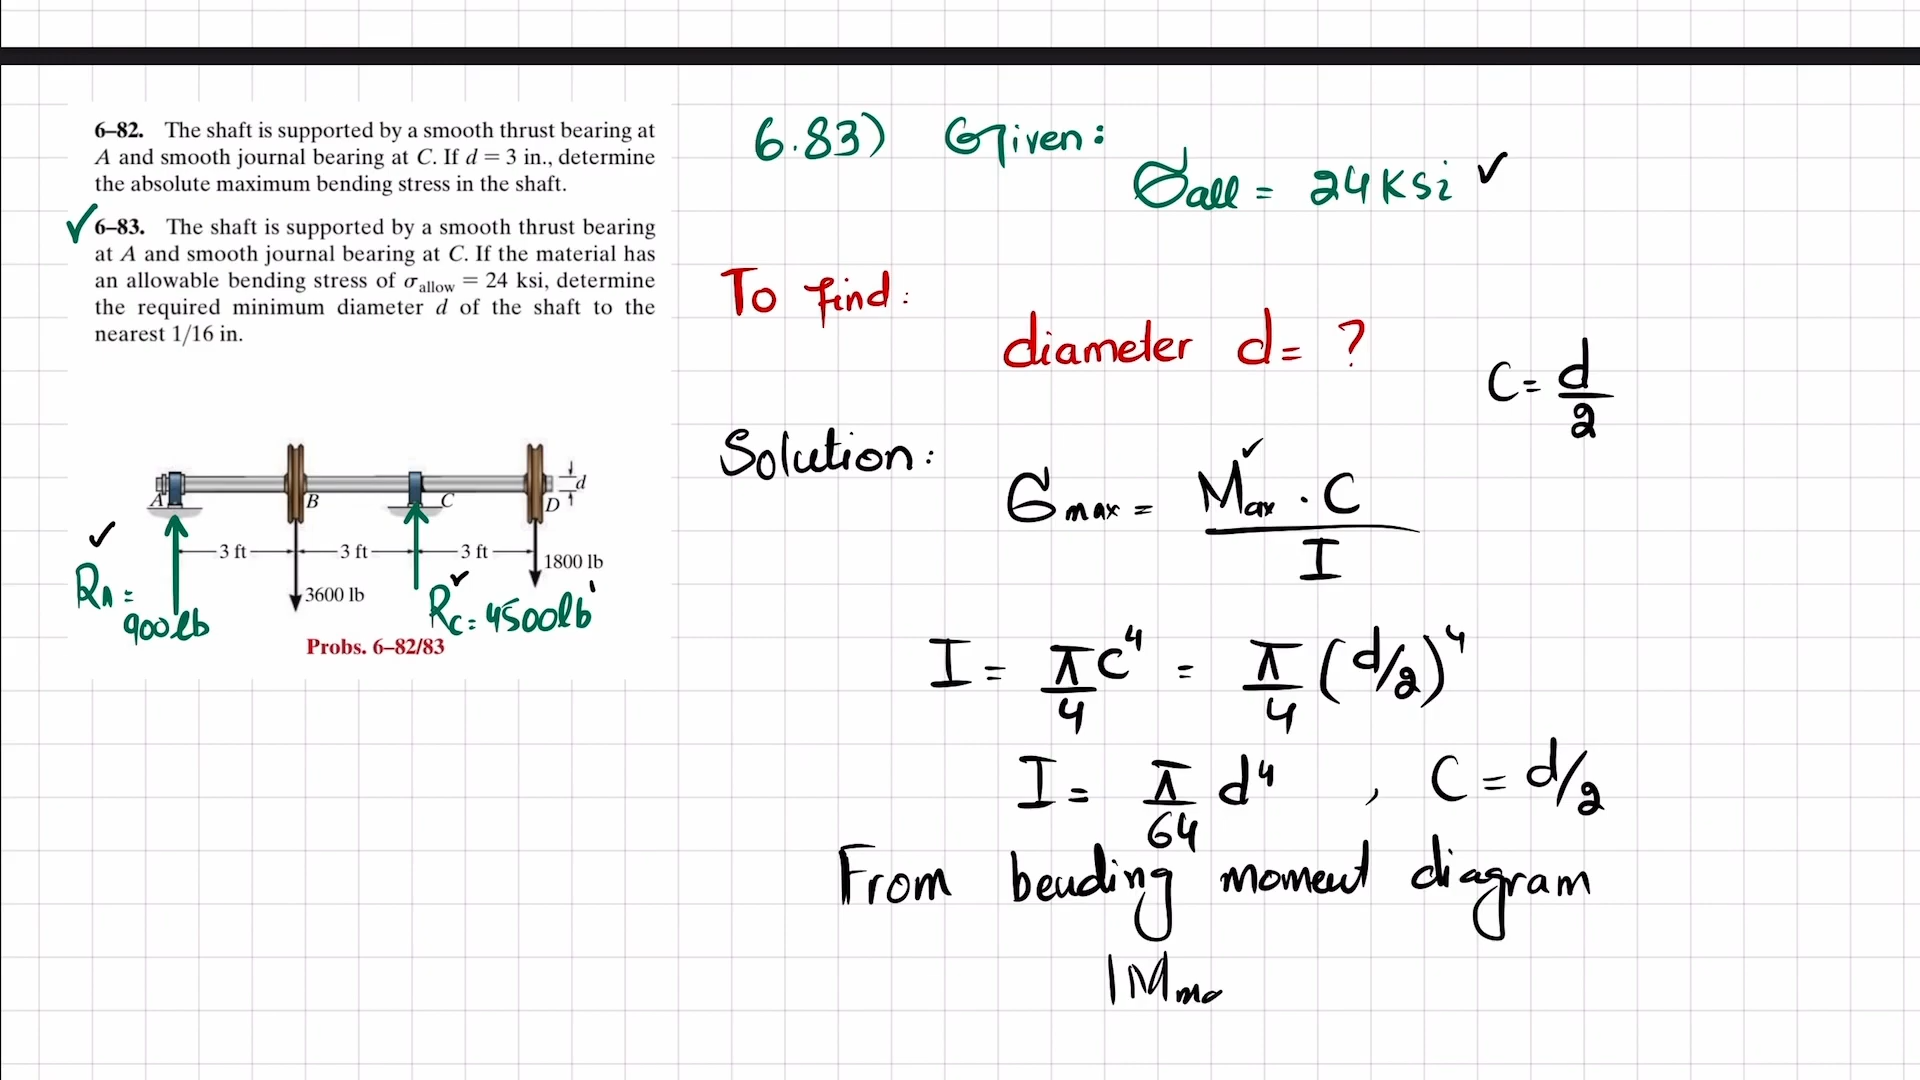 6–82. The shaft is supported by a smooth thrust bearing at
A and smooth journal bearing at C. If d = 3 in., determine
the absolute maximum bending stress in the shaft.
✓ 6–83. The shaft is supported by a smooth thrust bearing
at A and smooth journal bearing at C. If the material has
an allowable bending stress of σallow = 24 ksi, determine
the required minimum diameter d of the shaft to the
nearest 1/16 in.
A B C D d
3 ft 3 ft 3 ft
1800 lb
3600 lb
✓ RA = 900lb
✓ RC = 4500lb
Probs. 6–82/83
6.83) Given:
σall = 24 Ksi ✓
To find:
diameter d = ?
C = d/2
Solution:
σmax = Max ✓ · C / I
I = π/4 C⁴ = π/4 (d/2)⁴
I = π/64 d⁴ , C = d/2
From bending moment diagram
|Mma